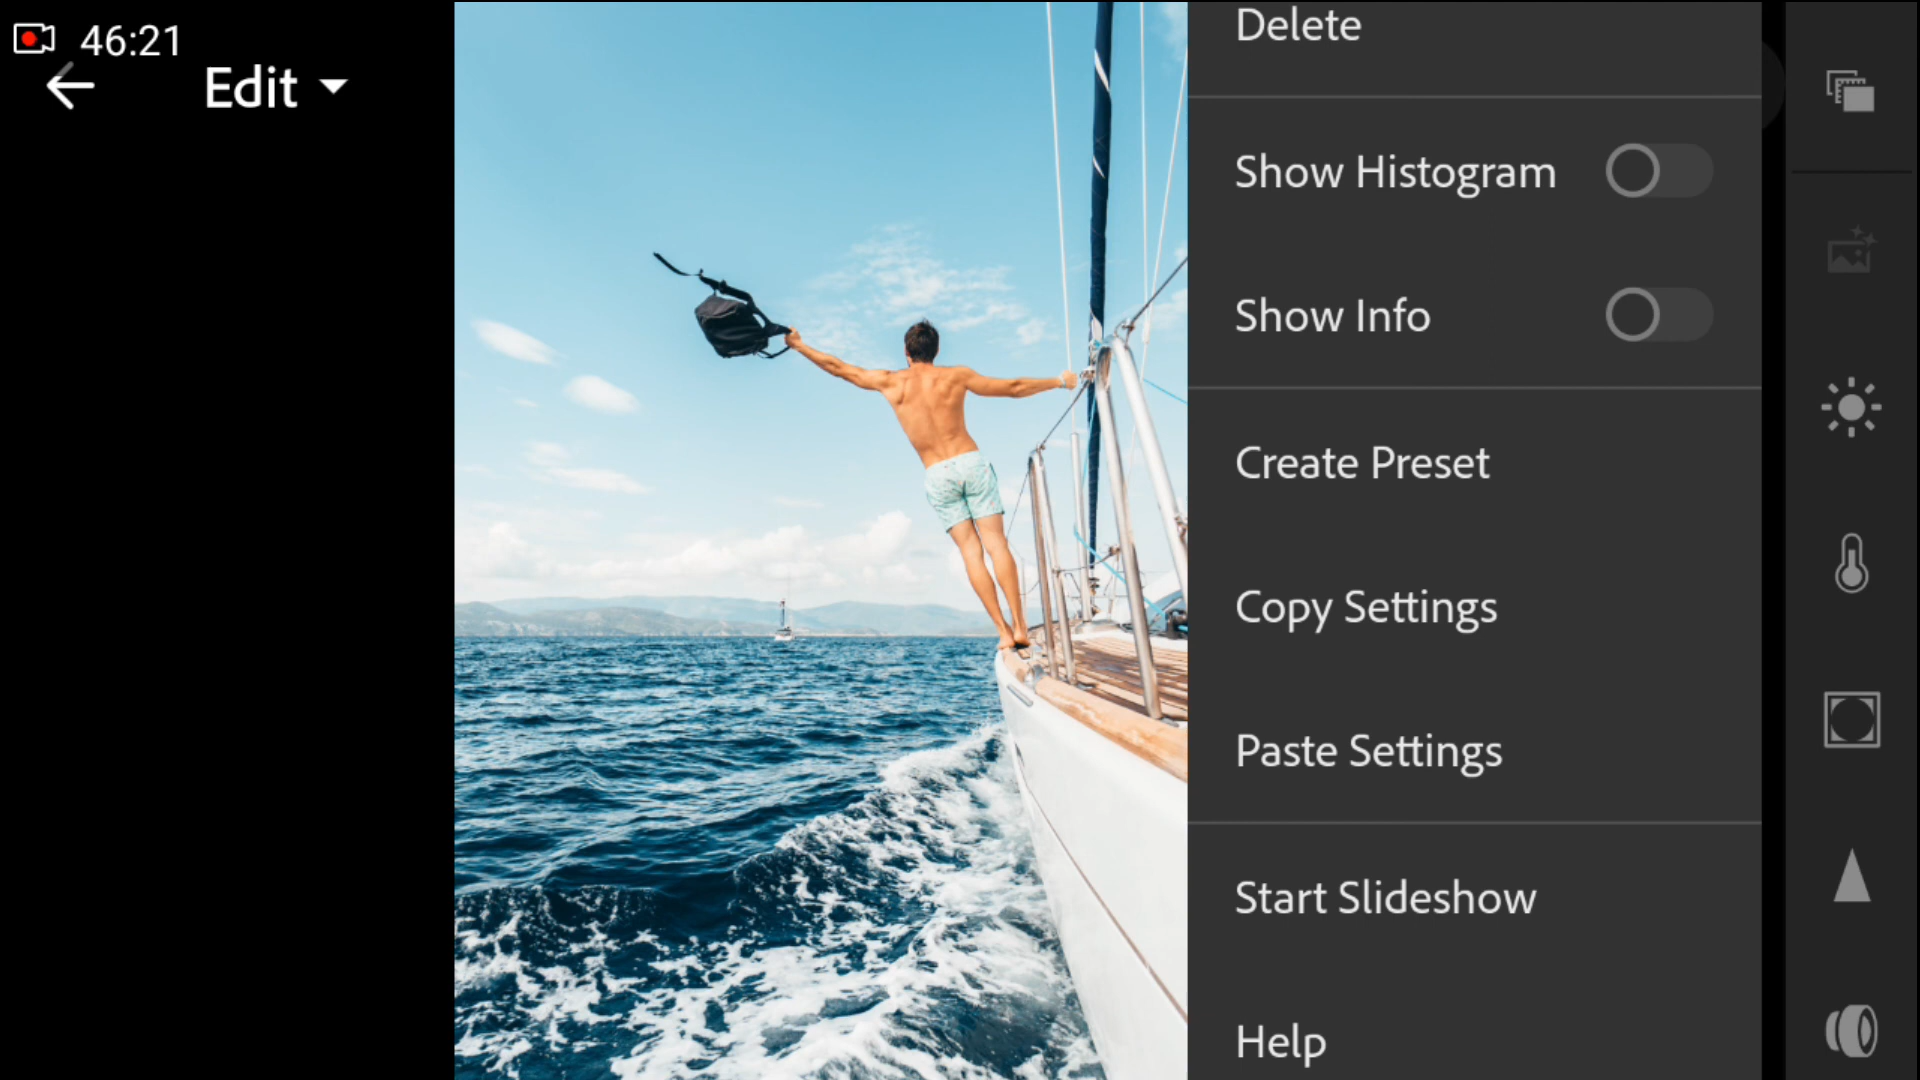 46:21
Edit
Delete
Show Histogram
Show Info
Create Preset
Copy Settings
Paste Settings
Start Slideshow
Help